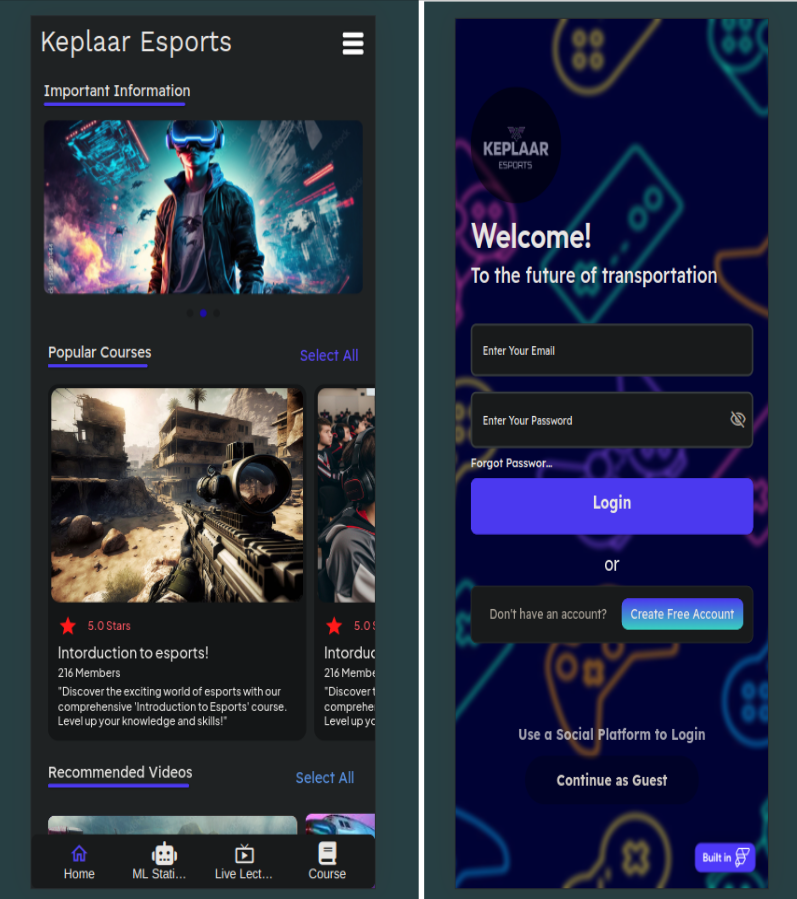 Keplaar Esports
Important Information
Popular Courses
Select All
5.0 Stars
Intorduction to esports!
216 Members
"Discover the exciting world of esports with our
comprehensive 'Introduction to Esports' course.
Level up your knowledge and skills!"
5.0 S
Intorduc
216 Membe
"Discover t
comprehe
Level up yo
Recommended Videos
Select All
Home
ML Stati...
Live Lect...
Course
KEPLAAR
ESPORTS
Welcome!
To the future of transportation
Enter Your Email
Enter Your Password
Forgot Passwor...
Login
or
Don't have an account?
Create Free Account
Use a Social Platform to Login
Continue as Guest
Built in